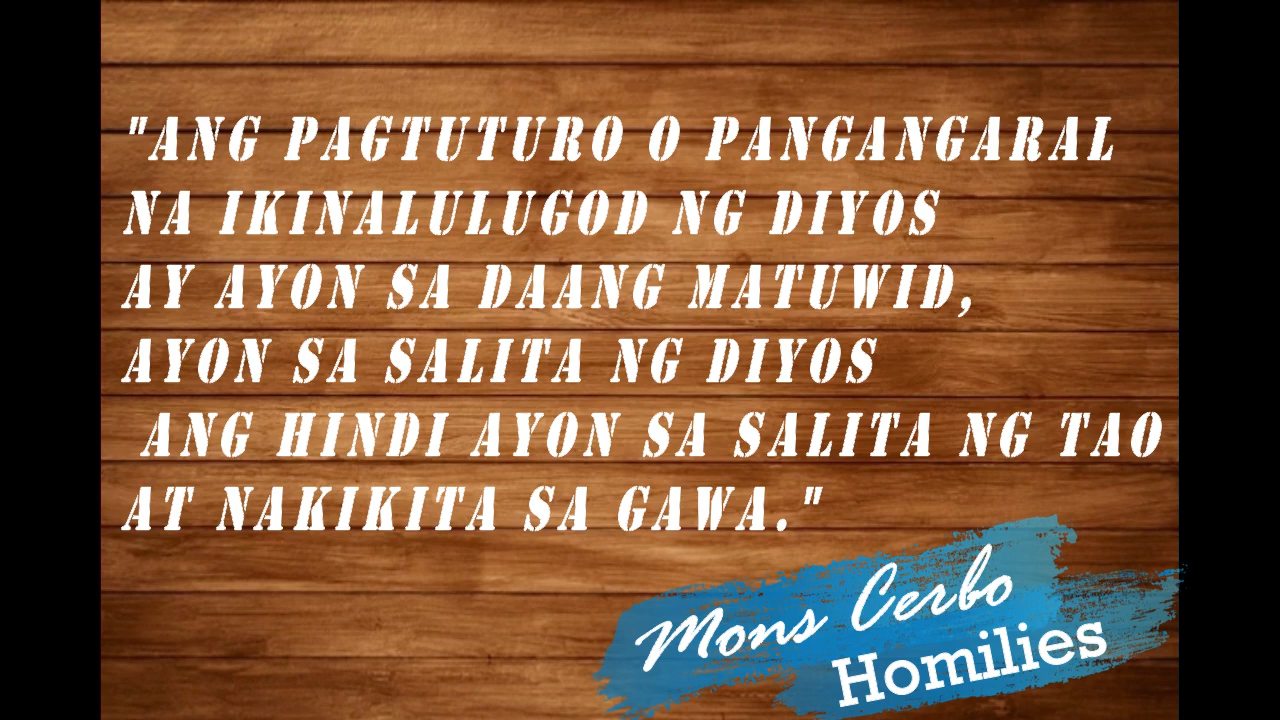 "ANG PAGTUTURO O PANGANGARAL
NA IKINALULUGOD NG DIYOS
AY AYON SA DAANG MATUWID,
AYON SA SALITA NG DIYOS
ANG HINDI AYON SA SALITA NG TAO
AT NAKIKITA SA GAWA."
Mons Cerbo
Homilies